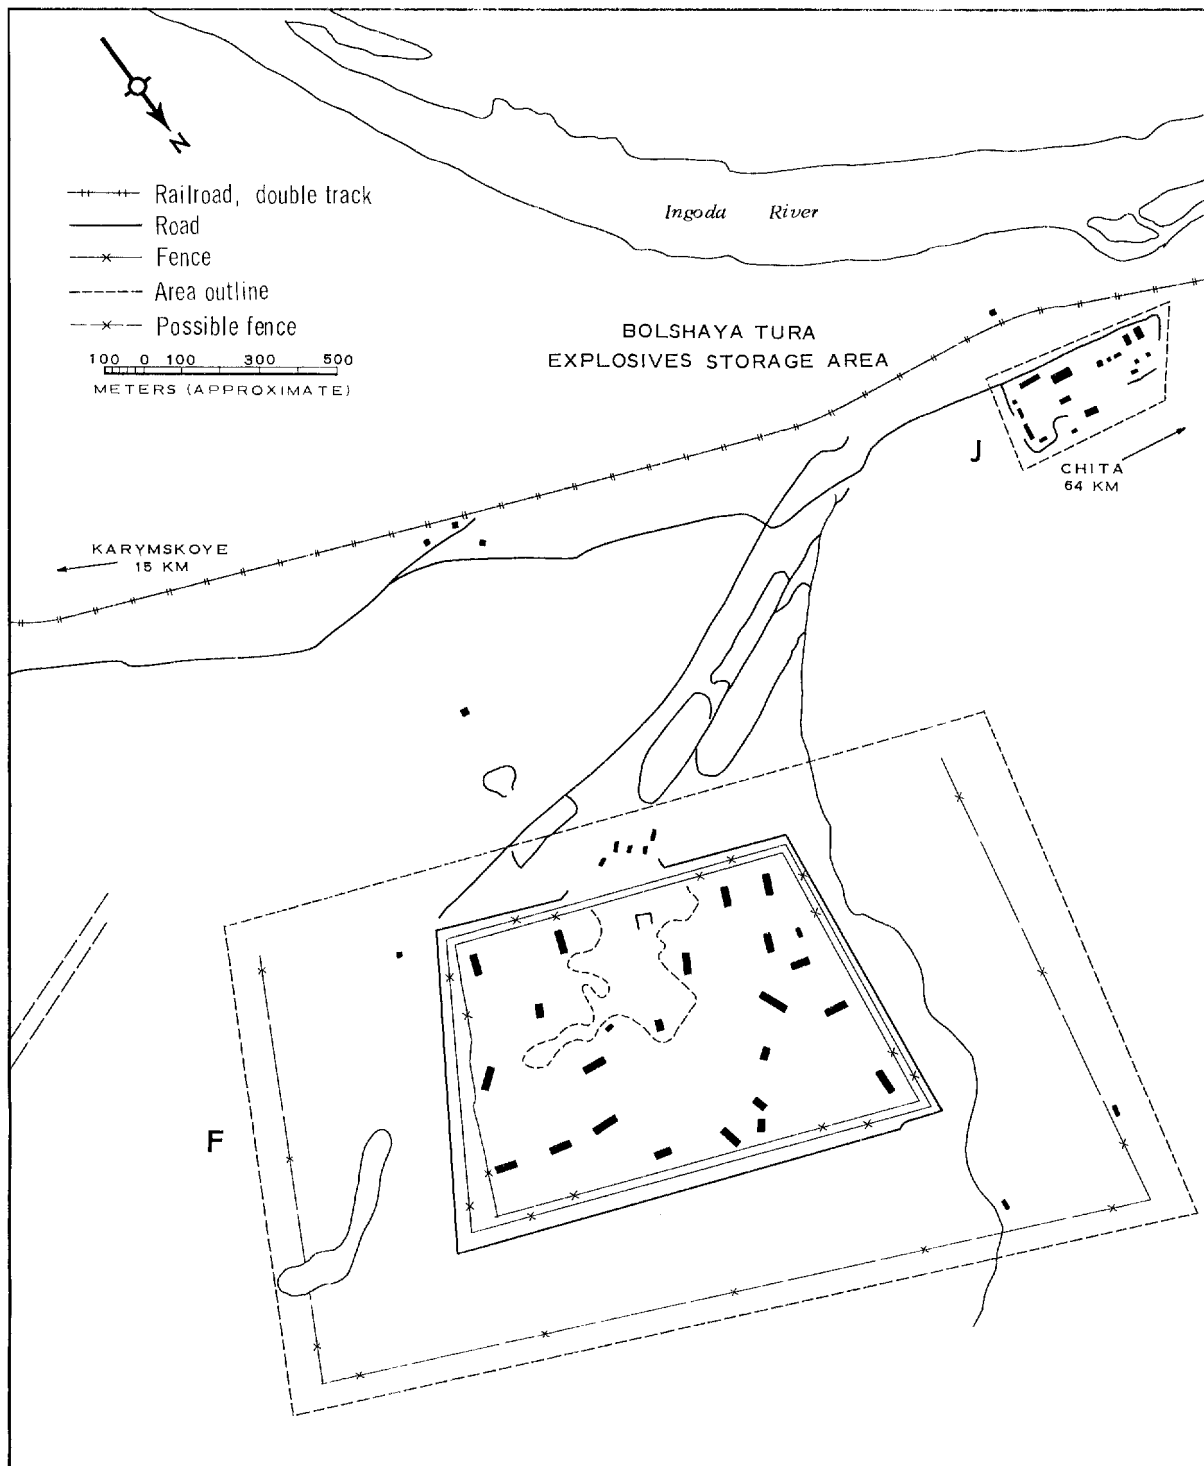 N
Railroad, double track
Road
Fence
Area outline
Possible fence
100 0 100 300 500
METERS (APPROXIMATE)
Ingoda River
BOLSHAYA TURA
EXPLOSIVES STORAGE AREA
J
CHITA
64 KM
KARYMSKOYE
15 KM
F